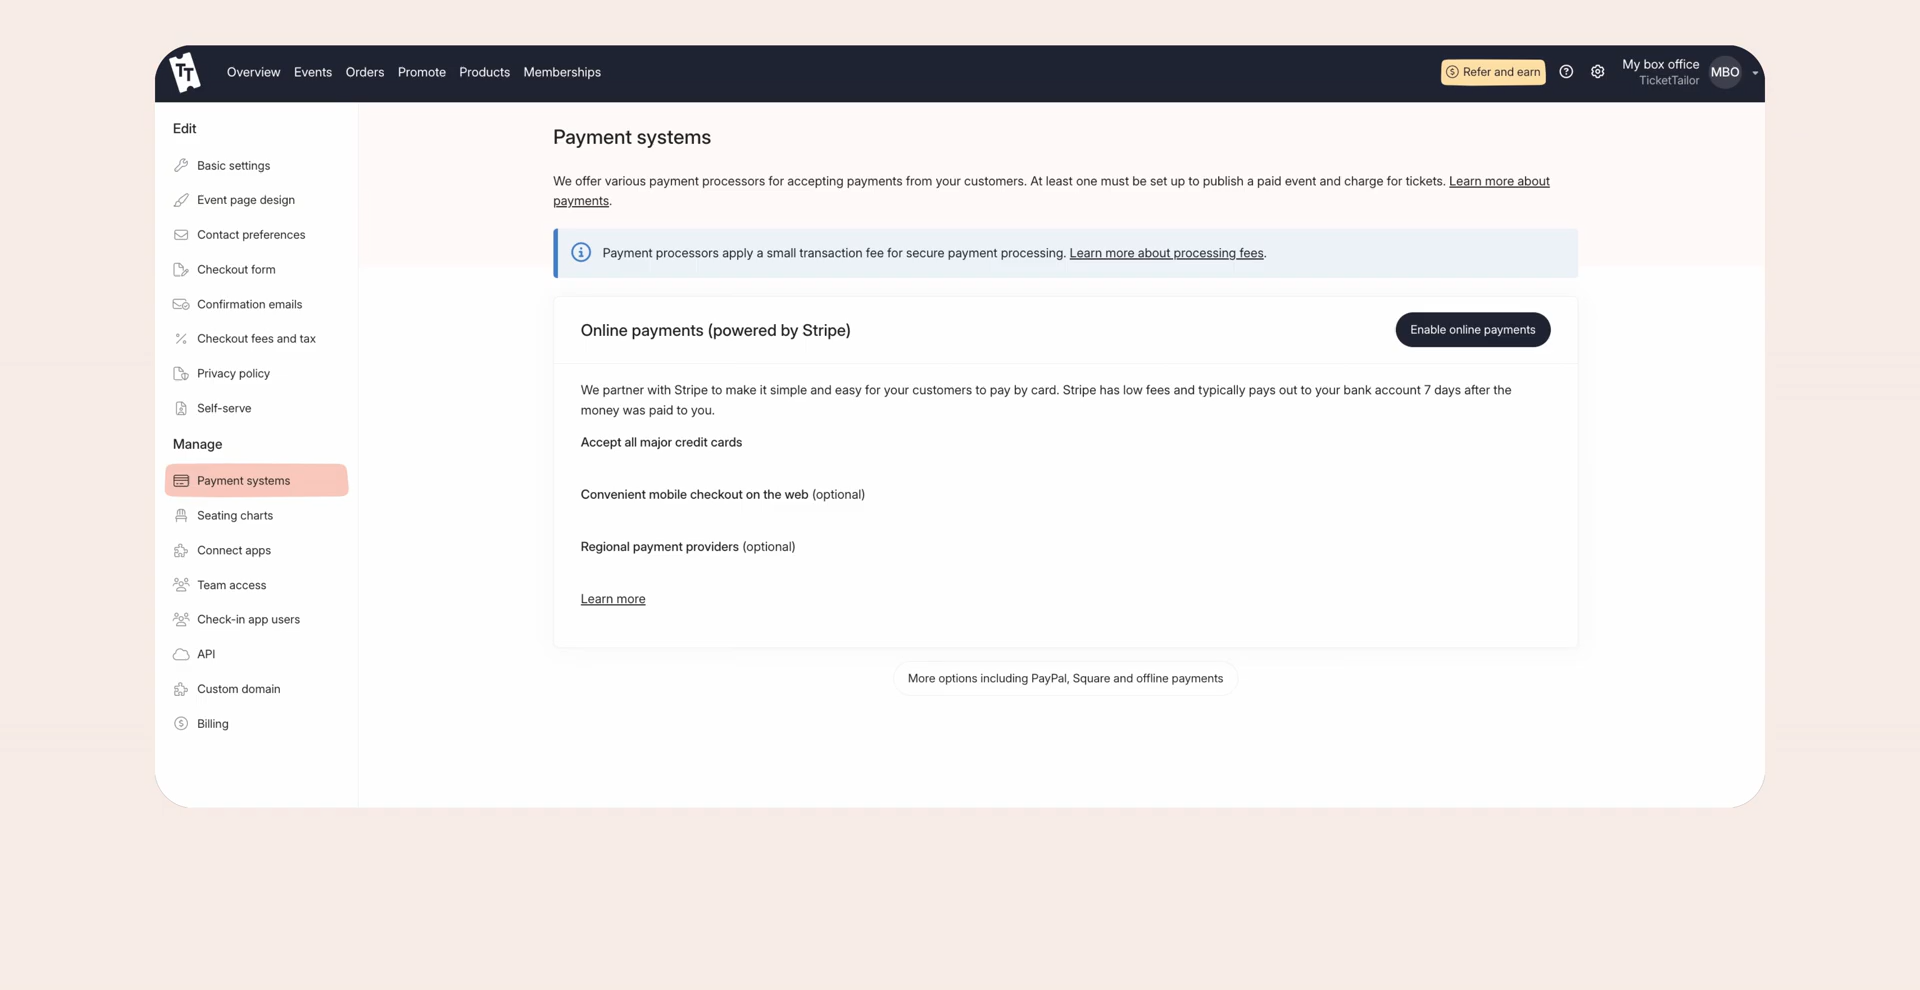 TT
Overview Events Orders Promote Products Memberships
Refer and earn
My box office
TicketTailor
MBO
Edit
Basic settings
Event page design
Contact preferences
Checkout form
Confirmation emails
Checkout fees and tax
Privacy policy
Self-serve
Manage
Payment systems
Seating charts
Connect apps
Team access
Check-in app users
API
Custom domain
Billing
Payment systems
We offer various payment processors for accepting payments from your customers. At least one must be set up to publish a paid event and charge for tickets. Learn more about
payments.
Payment processors apply a small transaction fee for secure payment processing. Learn more about processing fees.
Online payments (powered by Stripe)
Enable online payments
We partner with Stripe to make it simple and easy for your customers to pay by card. Stripe has low fees and typically pays out to your bank account 7 days after the
money was paid to you.
Accept all major credit cards
Convenient mobile checkout on the web (optional)
Regional payment providers (optional)
Learn more
More options including PayPal, Square and offline payments